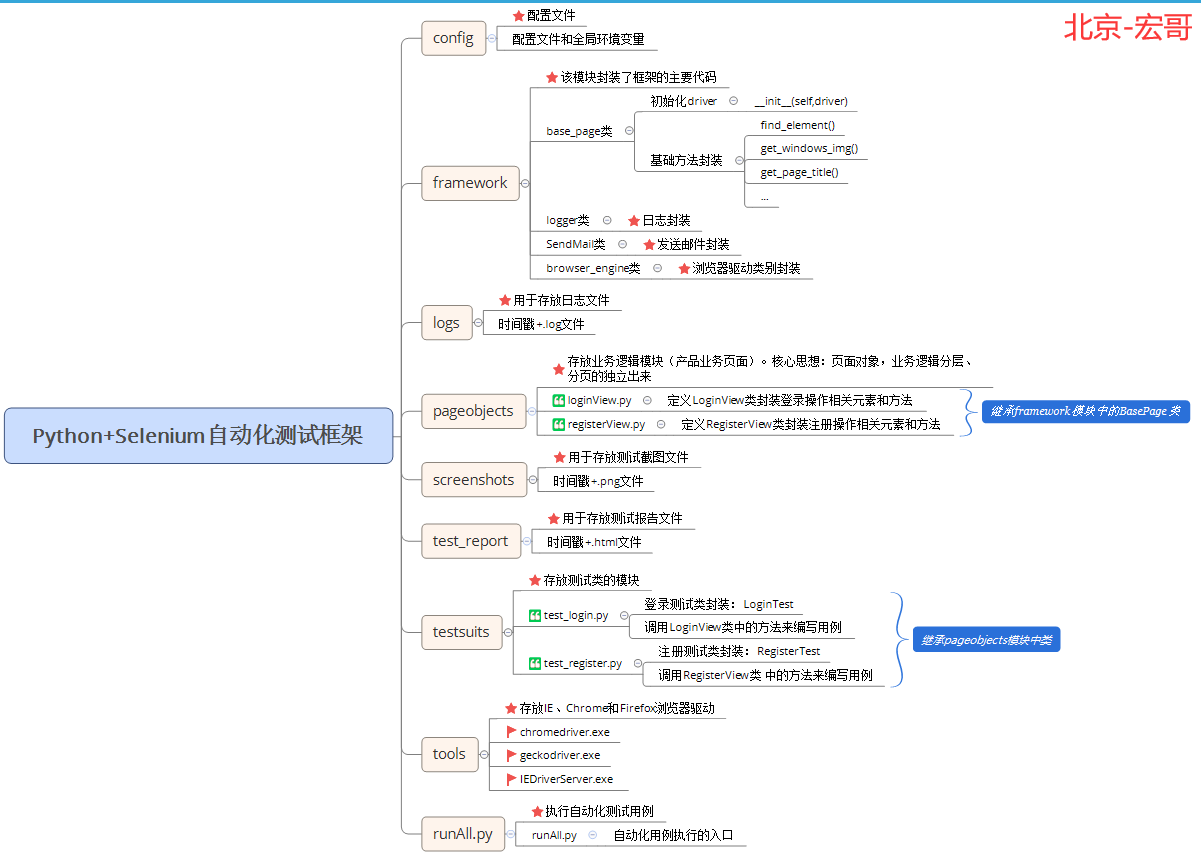 北京-宏哥
Python+Selenium自动化测试框架
config
配置文件
配置文件和全局环境变量
framework
该模块封装了框架的主要代码
base_page类
初始化driver
__init__(self,driver)
基础方法封装
find_element()
get_windows_img()
get_page_title()
...
logger类
日志封装
SendMail类
发送邮件封装
browser_engine类
浏览器驱动类别封装
logs
用于存放日志文件
时间戳+.log文件
pageobjects
存放业务逻辑模块（产品业务页面）。核心思想：页面对象，业务逻辑分层、
分页的独立出来
loginView.py
定义LoginView类封装登录操作相关元素和方法
registerView.py
定义RegisterView类封装注册操作相关元素和方法
继承framework模块中的BasePage类
screenshots
用于存放测试截图文件
时间戳+.png文件
test_report
用于存放测试报告文件
时间戳+.html文件
testsuits
存放测试类的模块
test_login.py
登录测试类封装：LoginTest
调用LoginView类中的方法来编写用例
test_register.py
注册测试类封装：RegisterTest
调用RegisterView类 中的方法来编写用例
继承pageobjects模块中类
tools
存放IE、Chrome和Firefox浏览器驱动
chromedriver.exe
geckodriver.exe
IEDriverServer.exe
runAll.py
执行自动化测试用例
runAll.py
自动化用例执行的入口